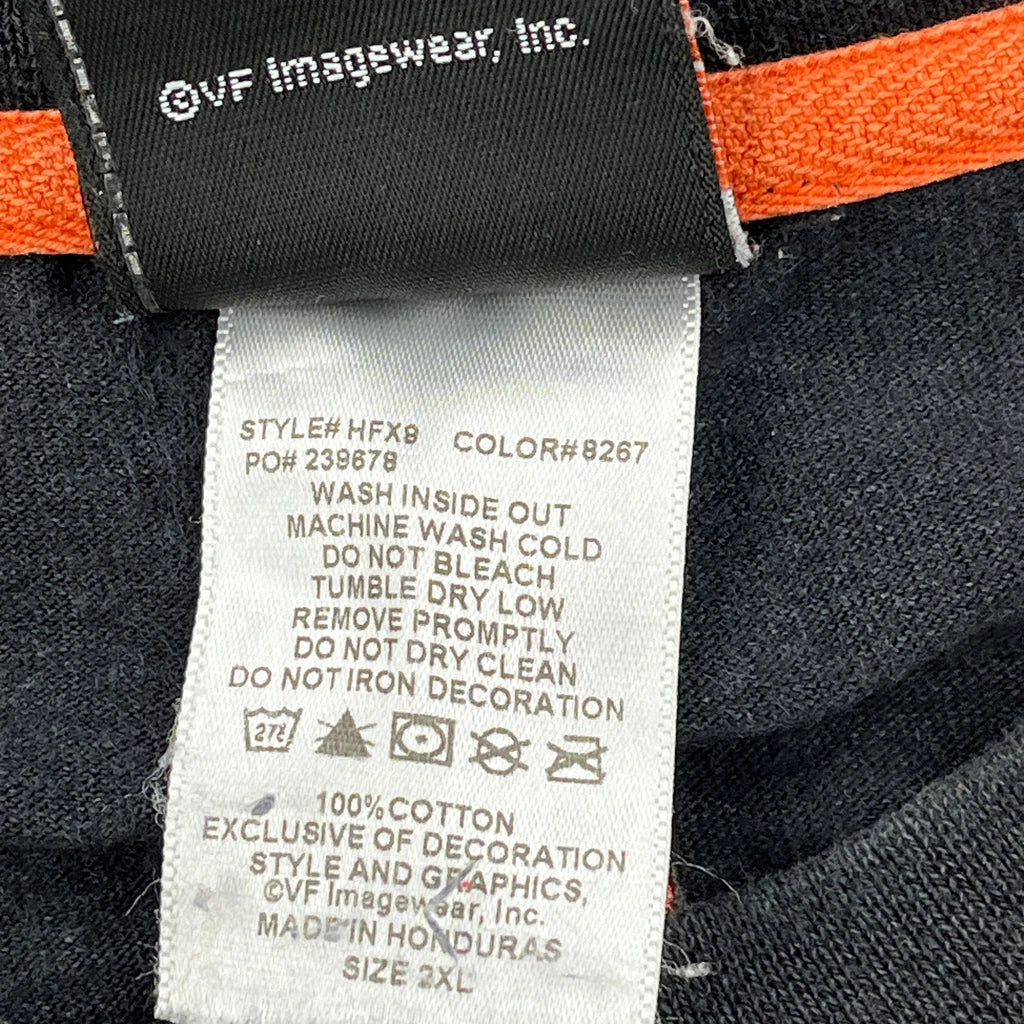 ©VF Imagewear, Inc.
STYLE# HFX9 COLOR#8267
PO# 239678
WASH INSIDE OUT
MACHINE WASH COLD
DO NOT BLEACH
TUMBLE DRY LOW
REMOVE PROMPTLY
DO NOT DRY CLEAN
DO NOT IRON DECORATION
27c
100% COTTON
EXCLUSIVE OF DECORATION
STYLE AND GRAPHICS,
©VF Imagewear, Inc.
MADE IN HONDURAS
SIZE 2XL